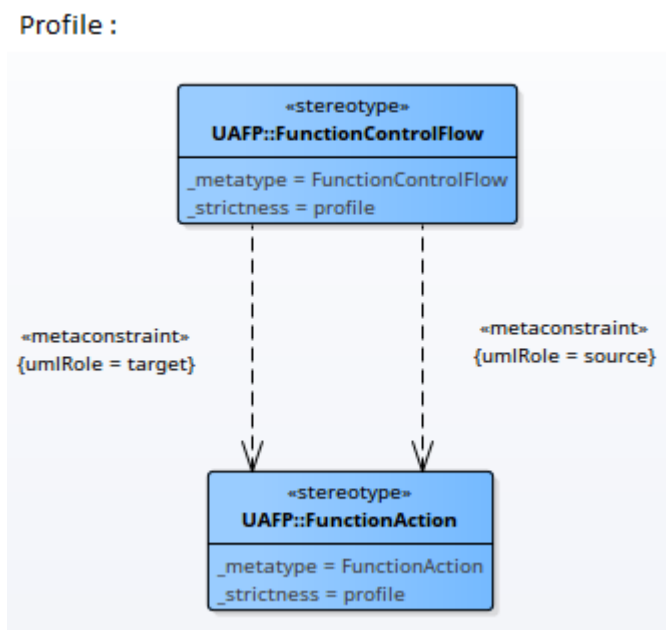 Profile :
«stereotype»
UAFP::FunctionControlFlow
_metatype = FunctionControlFlow
_strictness = profile
«metaconstraint»
{umlRole = target}
«metaconstraint»
{umlRole = source}
«stereotype»
UAFP::FunctionAction
_metatype = FunctionAction
_strictness = profile